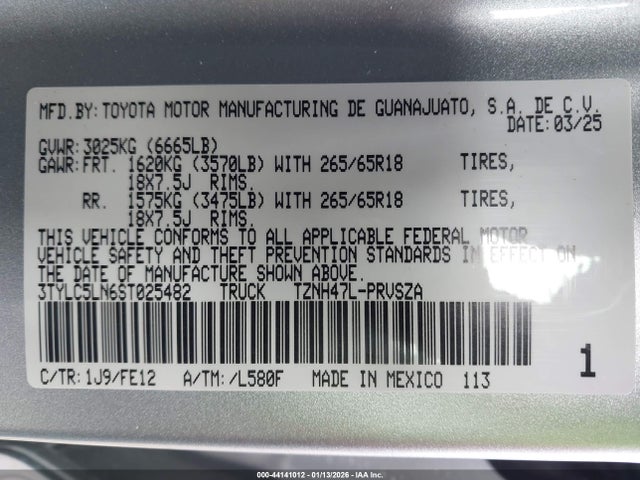 MFD.BY:TOYOTA MOTOR MANUFACTURING DE GUANAJUATO, S.A. DE C.V.
DATE:03/25
GVWR:3025KG (6665LB)
GAWR:FRT. 1620KG (3570LB) WITH 265/65R18 TIRES,
18X7.5J RIMS.
RR. 1575KG (3475LB) WITH 265/65R18 TIRES,
18X7.5J RIMS.
THIS VEHICLE CONFORMS TO ALL APPLICABLE FEDERAL MOTOR
VEHICLE SAFETY AND THEFT PREVENTION STANDARDS IN EFFECT ON
THE DATE OF MANUFACTURE SHOWN ABOVE.
3TYLC5LN6ST025482 TRUCK TZNH47L-PRVSZA
C/TR:1J9/FE12 A/TM:/L580F MADE IN MEXICO 113 1
000-44141012 - 01/13/2026 - IAA Inc.